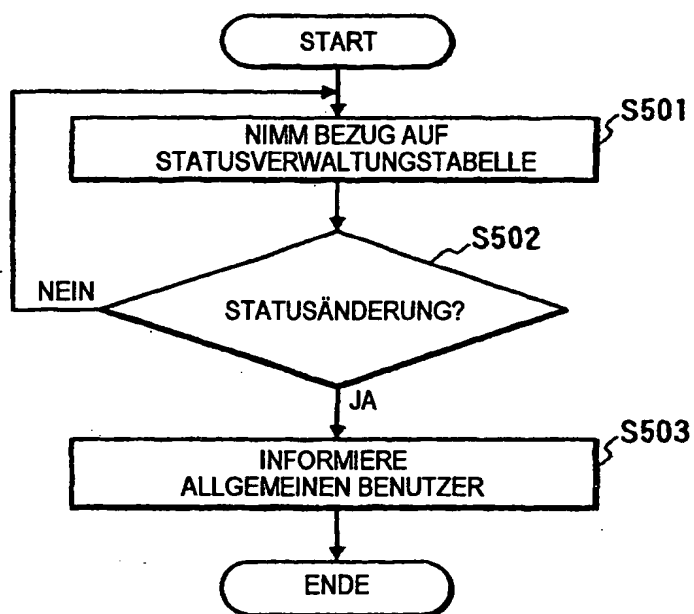 START
S501
NIMM BEZUG AUF
STATUSVERWALTUNGSTABELLE
S502
NEIN
STATUSÄNDERUNG?
JA
S503
INFORMIERE
ALLGEMEINEN BENUTZER
ENDE